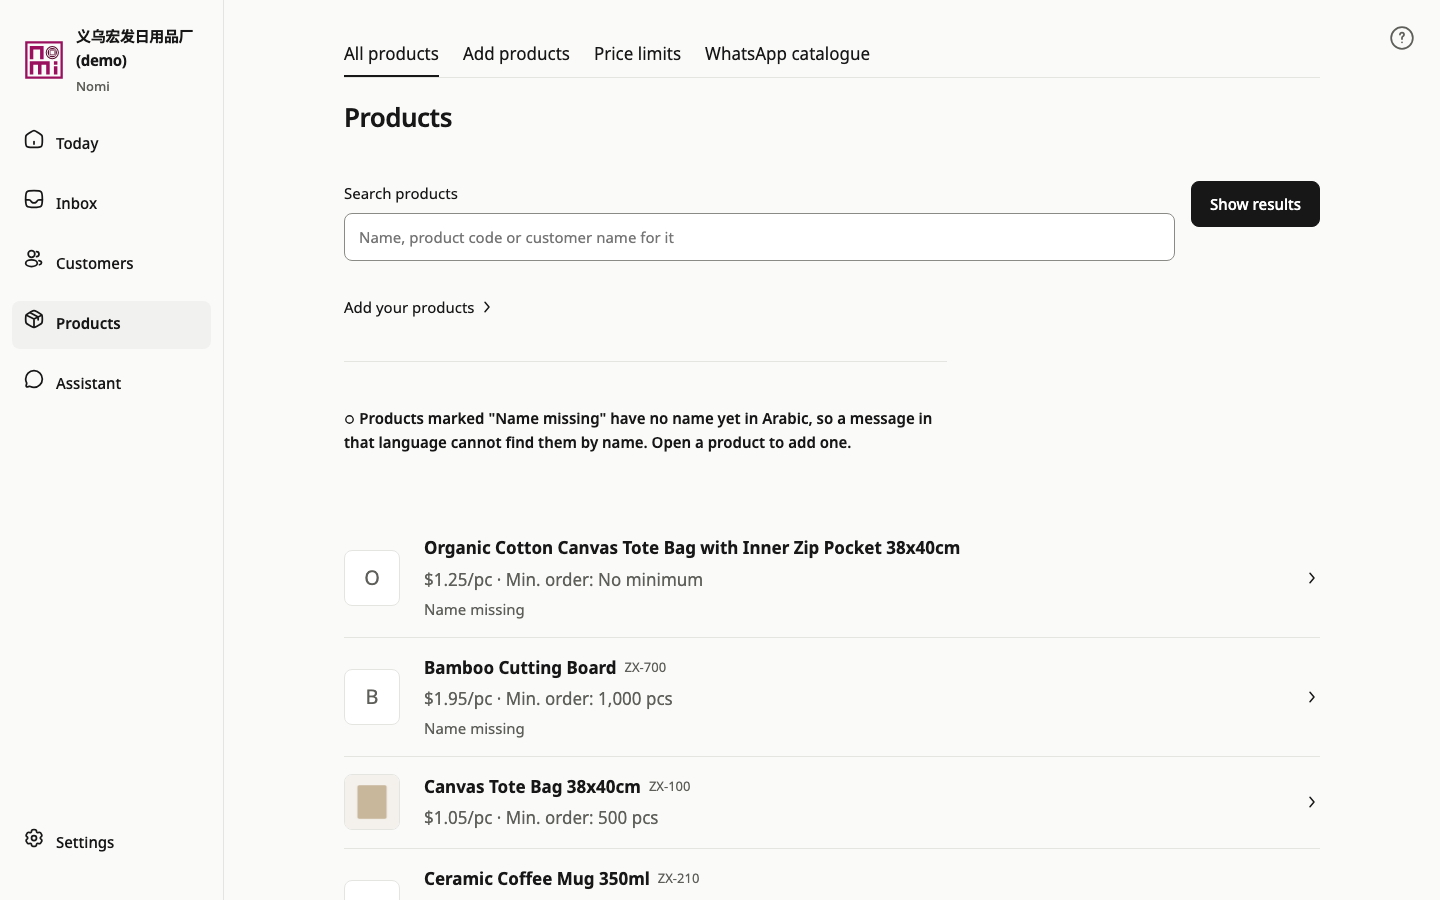 义乌宏发日用品厂
(demo)
Nomi
Today
Inbox
Customers
Products
Assistant
Settings
All products
Add products
Price limits
WhatsApp catalogue
Products
Search products
Name, product code or customer name for it
Show results
Add your products
Products marked "Name missing" have no name yet in Arabic, so a message in
that language cannot find them by name. Open a product to add one.
O
Organic Cotton Canvas Tote Bag with Inner Zip Pocket 38x40cm
$1.25/pc · Min. order: No minimum
Name missing
B
Bamboo Cutting Board ZX-700
$1.95/pc · Min. order: 1,000 pcs
Name missing
Canvas Tote Bag 38x40cm ZX-100
$1.05/pc · Min. order: 500 pcs
Ceramic Coffee Mug 350ml ZX-210